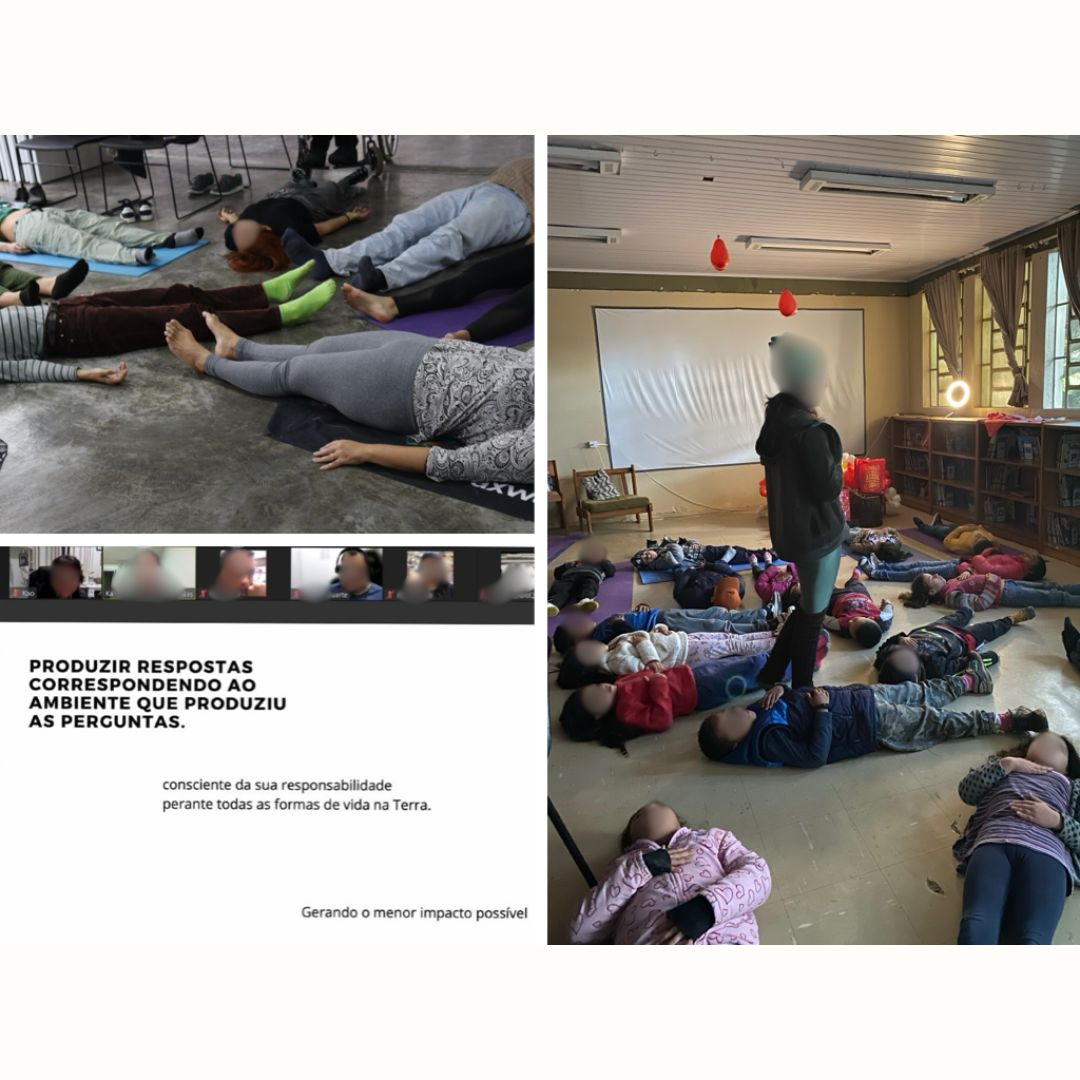 PRODUZIR RESPOSTAS
CORRESPONDENDO AO
AMBIENTE QUE PRODUZIU
AS PERGUNTAS.
consciente da sua responsabilidade
perante todas as formas de vida na Terra.
Gerando o menor impacto possível